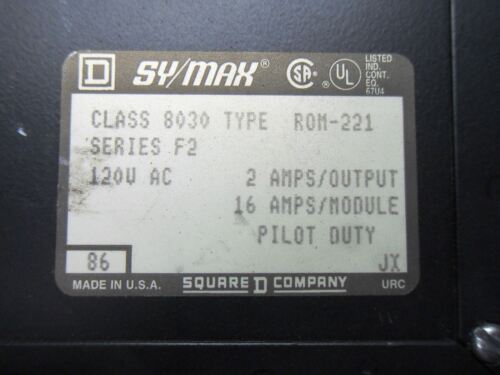 D SY/MAX® SA® UL®
LISTED
IND.
CONT.
EQ.
67U4
CLASS 8030 TYPE ROM-221
SERIES F2
120V AC 2 AMPS/OUTPUT
16 AMPS/MODULE
PILOT DUTY
86 JX
MADE IN U.S.A. SQUARE D COMPANY URC